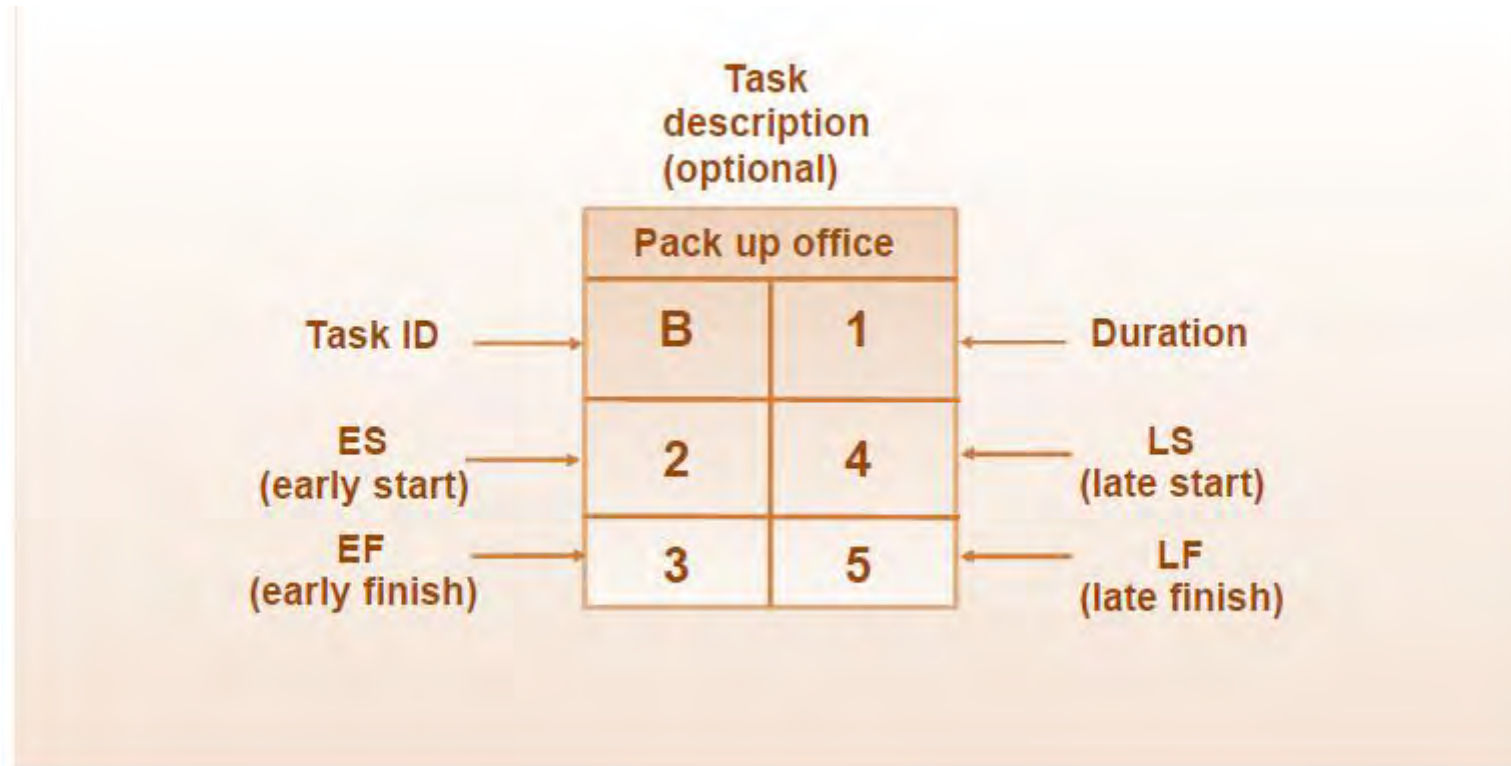 Task
description
(optional)
Pack up office
Task ID
B
1
Duration
ES
(early start)
2
4
LS
(late start)
EF
(early finish)
3
5
LF
(late finish)